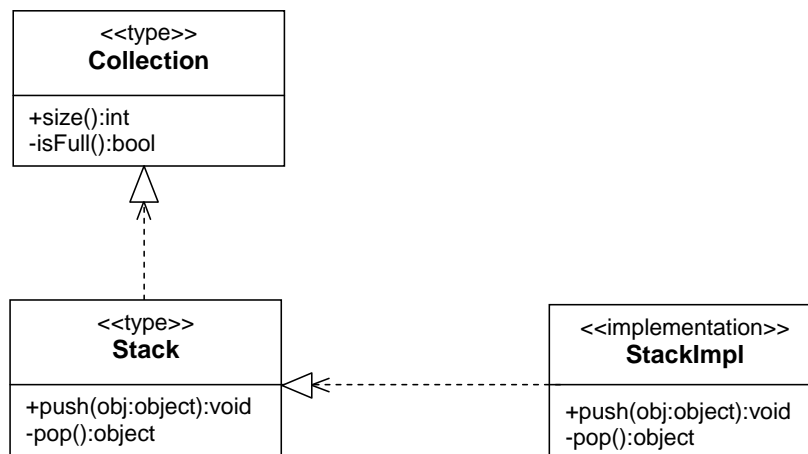 <<type>>
Collection
+size():int
-isFull():bool
<<type>>
Stack
+push(obj:object):void
-pop():object
<<implementation>>
StackImpl
+push(obj:object):void
-pop():object